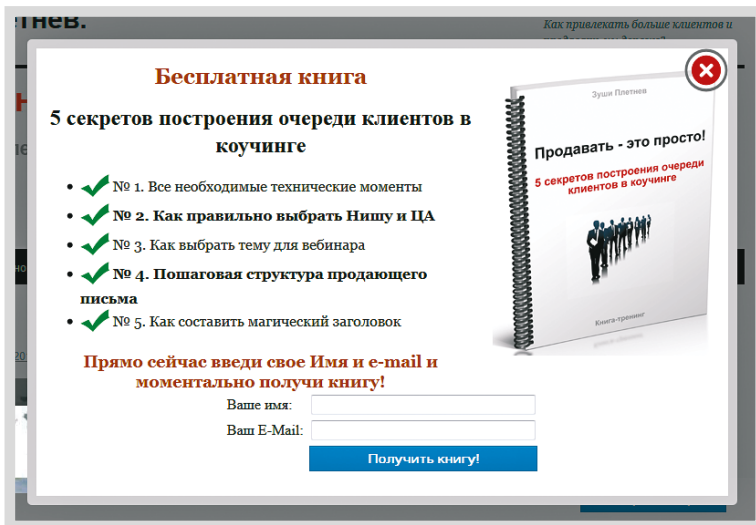 тнев.
Как привлекать больше клиентов и
Бесплатная книга
5 секретов построения очереди клиентов в
коучинге
№ 1. Все необходимые технические моменты
№ 2. Как правильно выбрать Нишу и ЦА
№ 3. Как выбрать тему для вебинара
№ 4. Пошаговая структура продающего
письма
№ 5. Как составить магический заголовок
Прямо сейчас введи свое Имя и e-mail и
моментально получи книгу!
Ваше имя:
Ваш E-Mail:
Получить книгу!
Зуши Плетнев
Продавать - это просто!
5 секретов построения очереди
клиентов в коучинге
Книга-тренинг